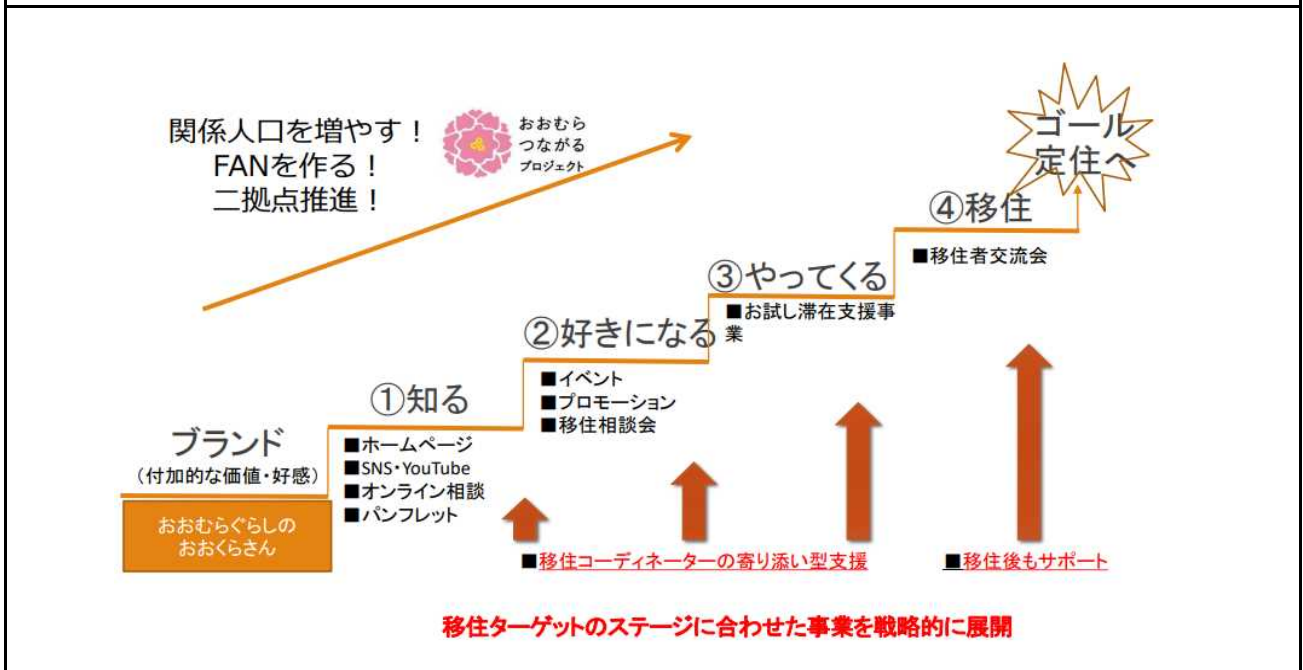 関係人口を増やす！
FANを作る！
二拠点推進！
おおむら
つながる
プロジェクト
ゴール
定住へ
④移住
■移住者交流会
③やってくる
■お試し滞在支援事
業
②好きになる
■イベント
■プロモーション
■移住相談会
①知る
■ホームページ
■SNS・YouTube
■オンライン相談
■パンフレット
ブランド
（付加的な価値・好感）
おおむらぐらしの
おおくらさん
■移住コーディネーターの寄り添い型支援
■移住後もサポート
移住ターゲットのステージに合わせた事業を戦略的に展開